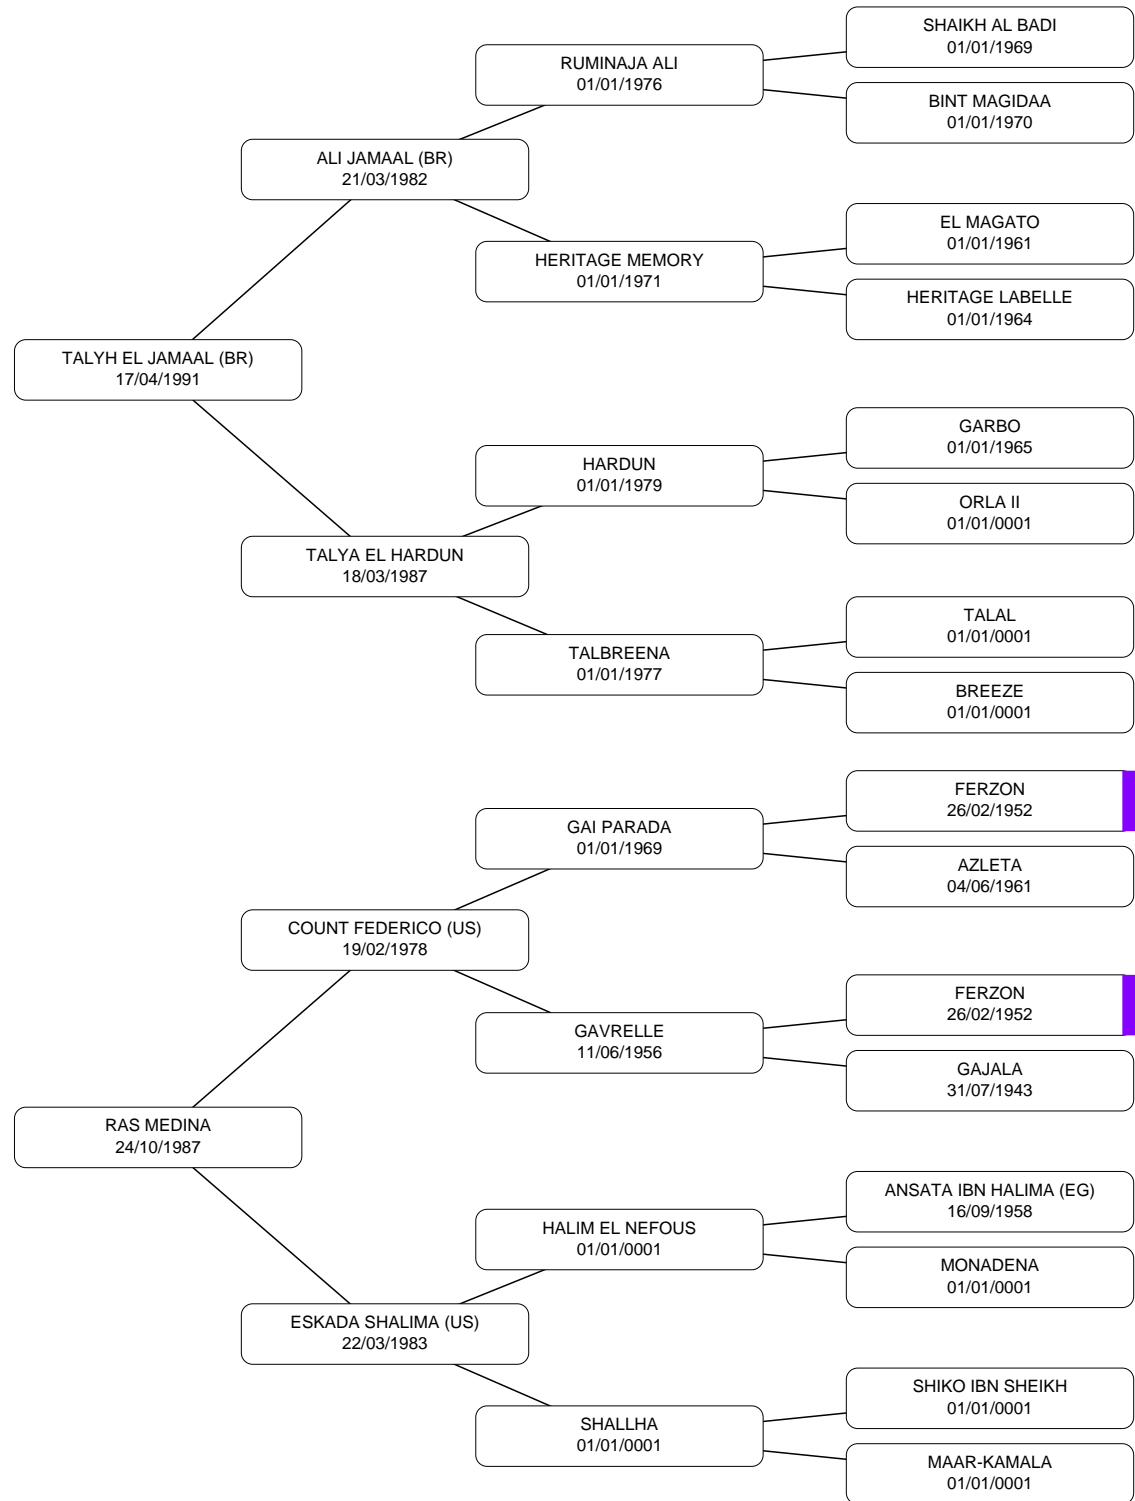 SHAIKH AL BADI
01/01/1969
RUMINAJA ALI
01/01/1976
BINT MAGIDAA
01/01/1970
ALI JAMAAL (BR)
21/03/1982
EL MAGATO
01/01/1961
HERITAGE MEMORY
01/01/1971
HERITAGE LABELLE
01/01/1964
TALYH EL JAMAAL (BR)
17/04/1991
GARBO
01/01/1965
HARDUN
01/01/1979
ORLA II
01/01/0001
TALYA EL HARDUN
18/03/1987
TALAL
01/01/0001
TALBREENA
01/01/1977
BREEZE
01/01/0001
FERZON
26/02/1952
GAI PARADA
01/01/1969
AZLETA
04/06/1961
COUNT FEDERICO (US)
19/02/1978
FERZON
26/02/1952
GAVRELLE
11/06/1956
GAJALA
31/07/1943
RAS MEDINA
24/10/1987
ANSATA IBN HALIMA (EG)
16/09/1958
HALIM EL NEFOUS
01/01/0001
MONADENA
01/01/0001
ESKADA SHALIMA (US)
22/03/1983
SHIKO IBN SHEIKH
01/01/0001
SHALLHA
01/01/0001
MAAR-KAMALA
01/01/0001